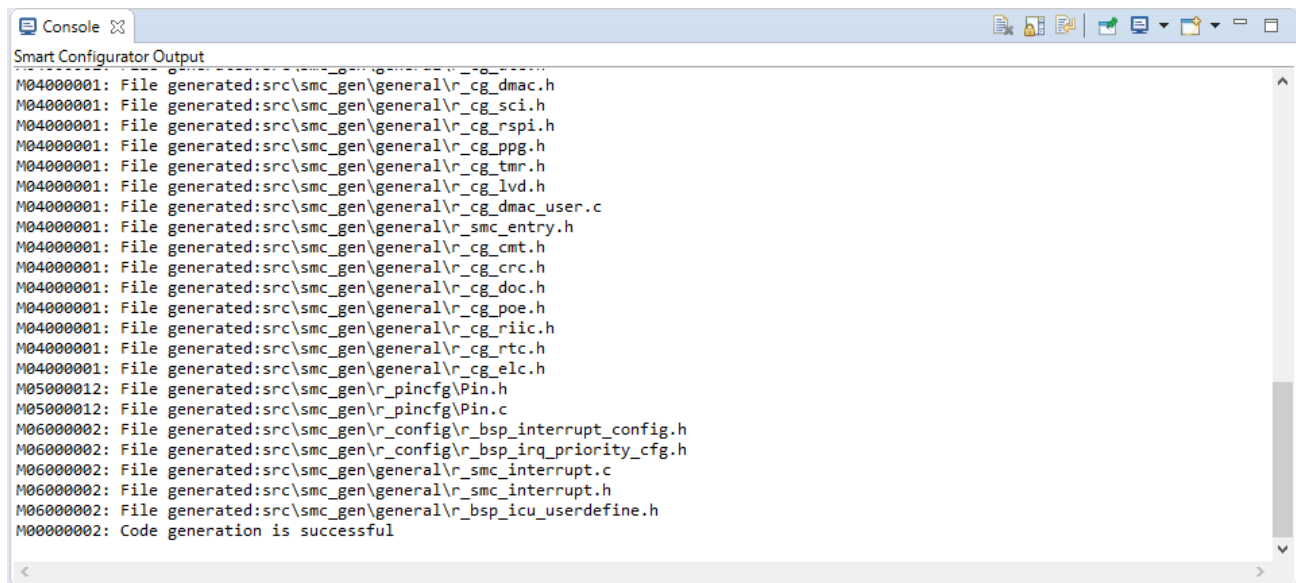 Console
Smart Configurator Output
M04000001: File generated:src\smc_gen\general\r_cg_dmac.h
M04000001: File generated:src\smc_gen\general\r_cg_sci.h
M04000001: File generated:src\smc_gen\general\r_cg_rspi.h
M04000001: File generated:src\smc_gen\general\r_cg_ppg.h
M04000001: File generated:src\smc_gen\general\r_cg_tmr.h
M04000001: File generated:src\smc_gen\general\r_cg_lvd.h
M04000001: File generated:src\smc_gen\general\r_cg_dmac_user.c
M04000001: File generated:src\smc_gen\general\r_smc_entry.h
M04000001: File generated:src\smc_gen\general\r_cg_cmt.h
M04000001: File generated:src\smc_gen\general\r_cg_crc.h
M04000001: File generated:src\smc_gen\general\r_cg_doc.h
M04000001: File generated:src\smc_gen\general\r_cg_poe.h
M04000001: File generated:src\smc_gen\general\r_cg_riic.h
M04000001: File generated:src\smc_gen\general\r_cg_rtc.h
M04000001: File generated:src\smc_gen\general\r_cg_elc.h
M05000012: File generated:src\smc_gen\r_pincfg\Pin.h
M05000012: File generated:src\smc_gen\r_pincfg\Pin.c
M06000002: File generated:src\smc_gen\r_config\r_bsp_interrupt_config.h
M06000002: File generated:src\smc_gen\r_config\r_bsp_irq_priority_cfg.h
M06000002: File generated:src\smc_gen\general\r_smc_interrupt.c
M06000002: File generated:src\smc_gen\general\r_smc_interrupt.h
M06000002: File generated:src\smc_gen\general\r_bsp_icu_userdefine.h
M00000002: Code generation is successful